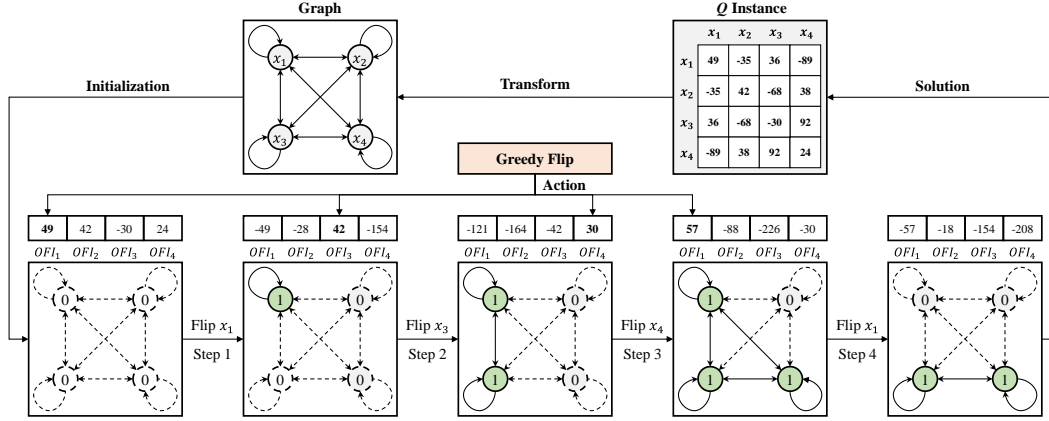 Graph
Q Instance
x₁ x₂ x₃ x₄
x₁ 49 -35 36 -89
x₂ -35 42 -68 38
x₃ 36 -68 -30 92
x₄ -89 38 92 24
x₁ x₂
x₃ x₄
Initialization
Transform
Solution
Greedy Flip
Action
49 42 -30 24
OFI₁ OFI₂ OFI₃ OFI₄
0 0
0 0
Flip x₁
Step 1
-49 -28 42 -154
OFI₁ OFI₂ OFI₃ OFI₄
1 0
0 0
Flip x₃
Step 2
-121 -164 -42 30
OFI₁ OFI₂ OFI₃ OFI₄
1 0
1 0
Flip x₄
Step 3
57 -88 -226 -30
OFI₁ OFI₂ OFI₃ OFI₄
1 0
1 1
Flip x₁
Step 4
-57 -18 -154 -208
OFI₁ OFI₂ OFI₃ OFI₄
0 0
1 1